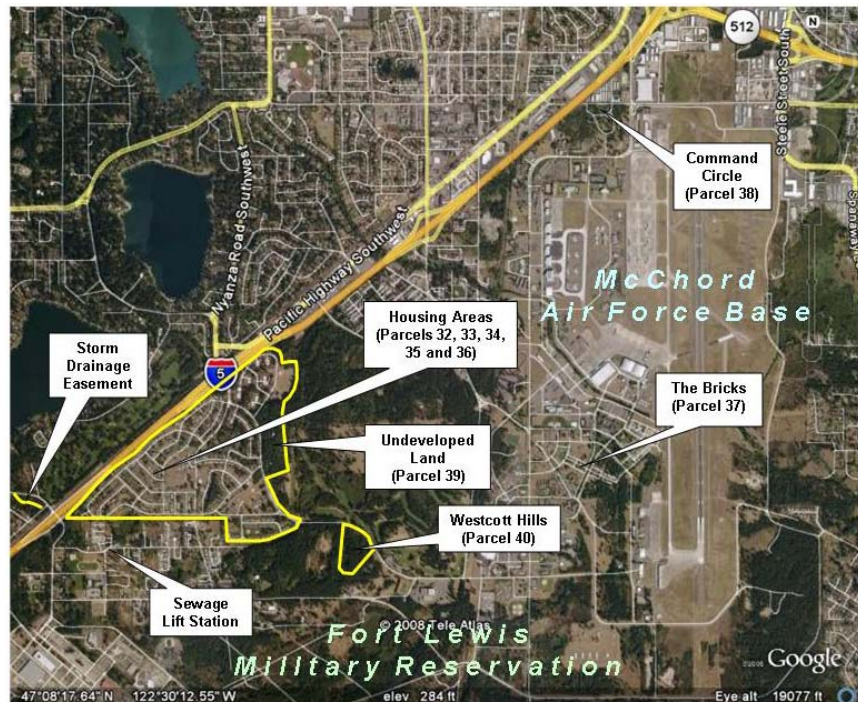 512
N
Steele Street South
Command
Circle
(Parcel 38)
Nyanza Road Southwest
Pacific Highway Southwest
McChord
Air Force Base
Housing Areas
(Parcels 32, 33, 34,
35 and 36)
Storm
Drainage
Easement
5
The Bricks
(Parcel 37)
Undeveloped
Land
(Parcel 39)
Westcott Hills
(Parcel 40)
Sewage
Lift Station
© 2008 Tele Atlas
Fort Lewis
Millitary Reservation
Google
47°08'17.64" N 122°30'12.55" W elev 284 ft Eye alt 19077 ft